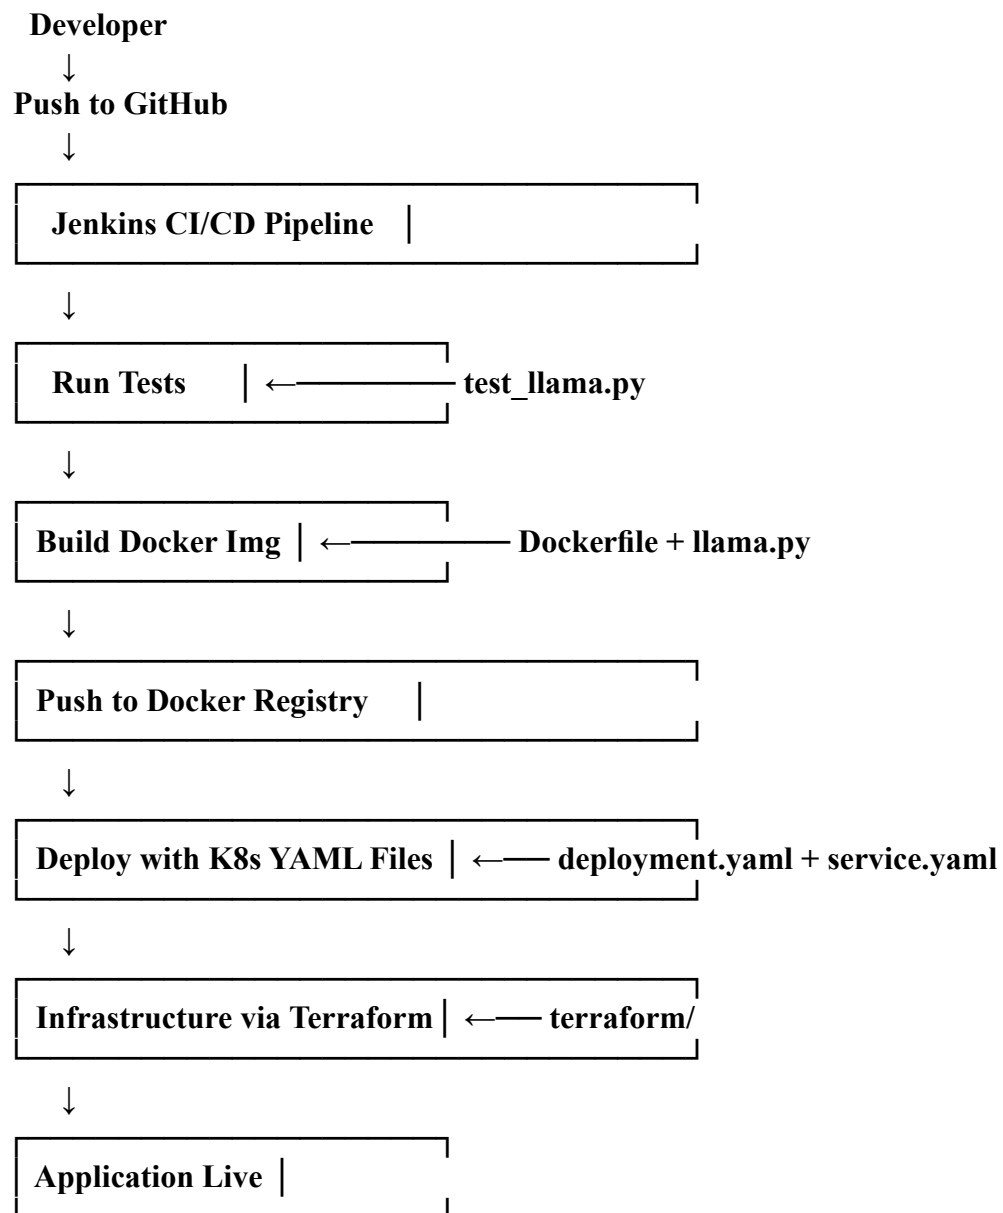 Developer
↓
Push to GitHub
↓
Jenkins CI/CD Pipeline │
↓
Run Tests │ ←─────── test_llama.py
↓
Build Docker Img │ ←─────── Dockerfile + llama.py
↓
Push to Docker Registry │
↓
Deploy with K8s YAML Files │ ←── deployment.yaml + service.yaml
↓
Infrastructure via Terraform │ ←── terraform/
↓
Application Live │